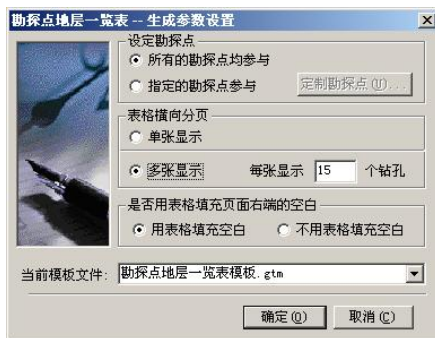 勘探点地层一览表 -- 生成参数设置
设定勘探点
所有的勘探点均参与
指定的勘探点参与 定制勘探点(U)...
表格横向分页
单张显示
多张显示 每张显示 15 个钻孔
是否用表格填充页面右端的空白
用表格填充空白 不用表格填充空白
当前模板文件: 勘探点地层一览表模板.gtm
确定(O) 取消(C)